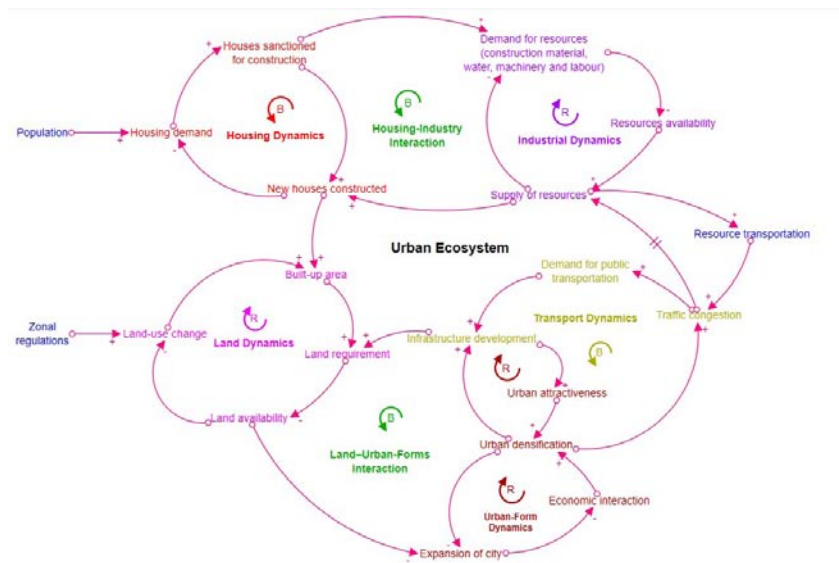 Houses sanctioned
for construction
Demand for resources
(construction material,
water, machinery and labour)
B
Housing Dynamics
B
Housing-Industry
Interaction
R
Industrial Dynamics
Resources availability
Population
Housing demand
New houses constructed
Supply of resources
Resource transportation
Urban Ecosystem
Built-up area
Demand for public
transportation
Traffic congestion
Transport Dynamics
Zonal
regulations
Land-use change
R
Land Dynamics
Land requirement
Infrastructure development
B
R
Urban attractiveness
Land availability
B
Land–Urban-Forms
Interaction
Urban densification
R
Urban-Form
Dynamics
Economic interaction
Expansion of city